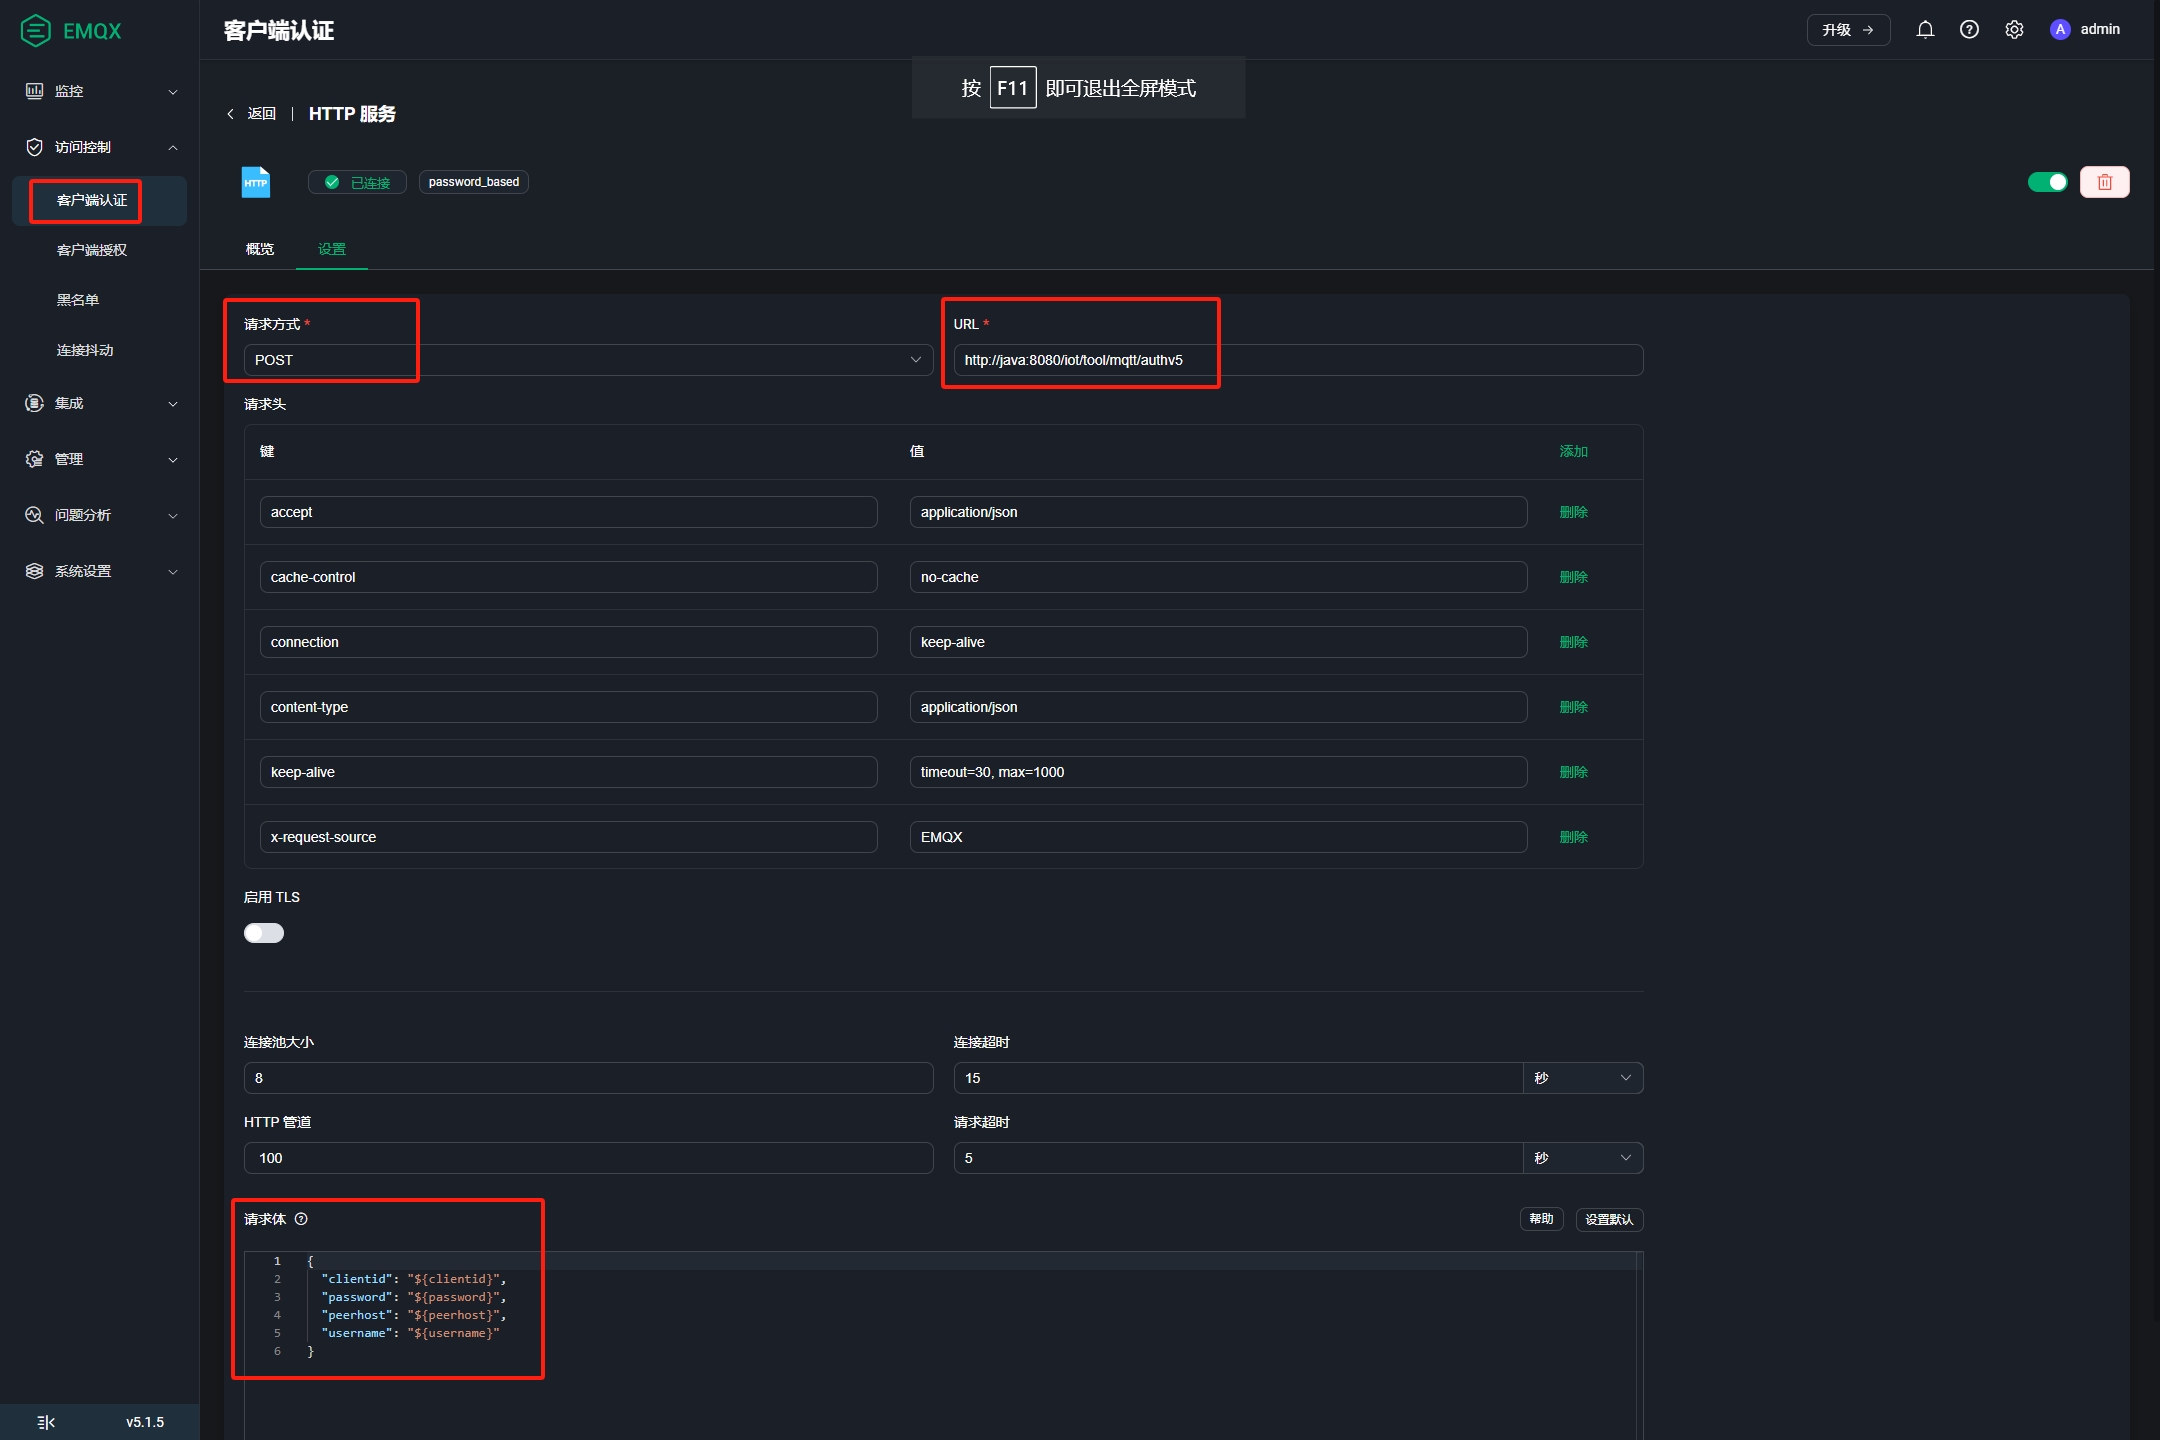 EMQX
客户端认证
升级 →
A admin
监控
访问控制
客户端认证
客户端授权
黑名单
连接抖动
集成
管理
问题分析
系统设置
v5.1.5
按 F11 即可退出全屏模式
返回 | HTTP 服务
HTTP
已连接
password_based
概览
设置
请求方式 *
POST
URL *
http://java:8080/iot/tool/mqtt/authv5
请求头
键
值
添加
accept
application/json
删除
cache-control
no-cache
删除
connection
keep-alive
删除
content-type
application/json
删除
keep-alive
timeout=30, max=1000
删除
x-request-source
EMQX
删除
启用 TLS
连接池大小
8
连接超时
15
秒
HTTP 管道
100
请求超时
5
秒
请求体
帮助
设置默认
1 {
2 "clientid": "${clientid}",
3 "password": "${password}",
4 "peerhost": "${peerhost}",
5 "username": "${username}"
6 }